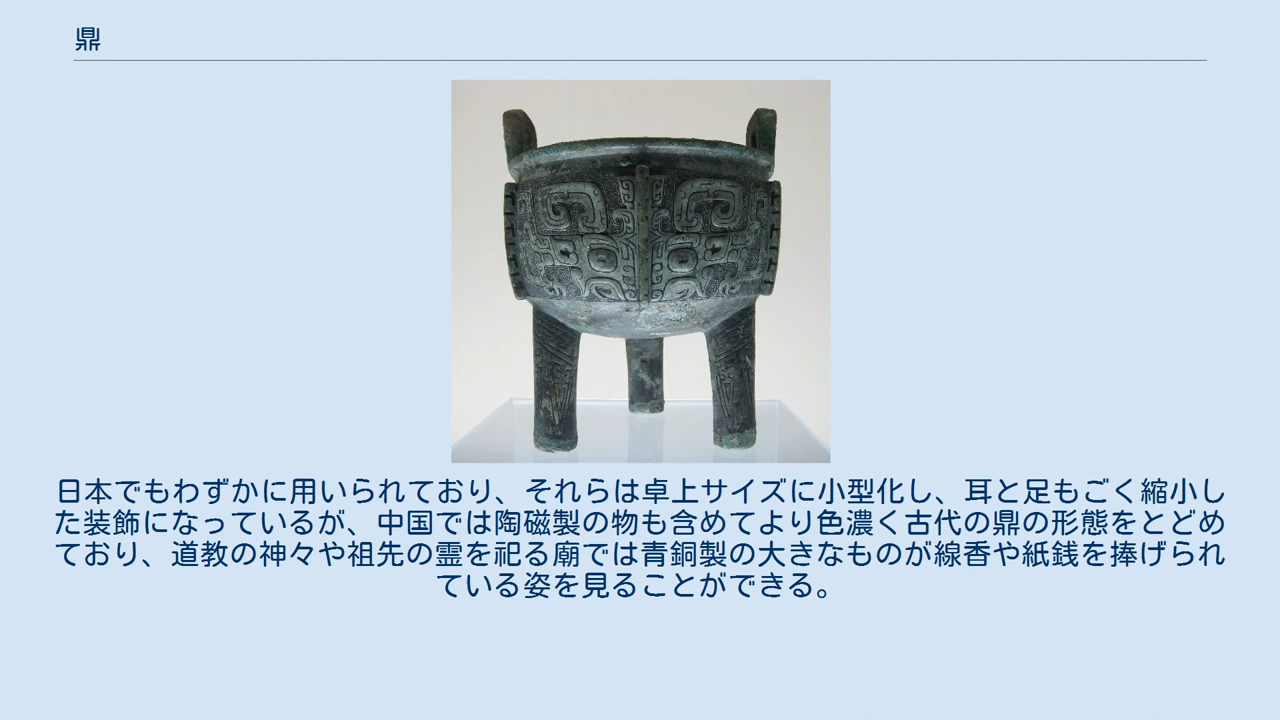 鼎
日本でもわずかに用いられており、それらは卓上サイズに小型化し、耳と足もごく縮小し
た装飾になっているが、中国では陶磁製の物も含めてより色濃く古代の鼎の形態をとどめ
ており、道教の神々や祖先の霊を祀る廟では青銅製の大きなものが線香や紙銭を捧げられ
ている姿を見ることができる。